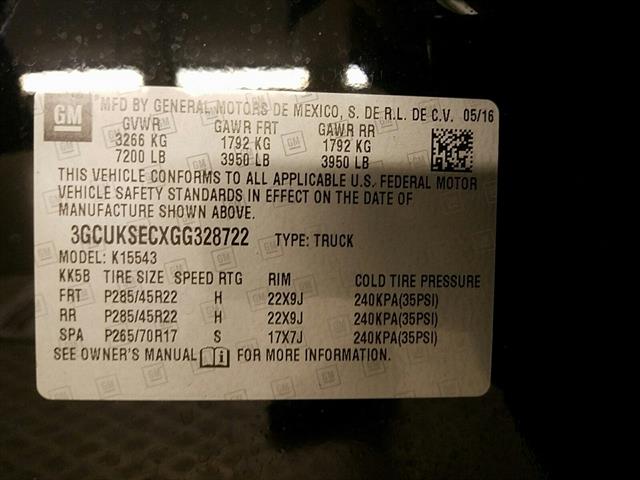 GM MFD BY GENERAL MOTORS DE MEXICO, S. DE R.L. DE C.V. 05/16
GVWR GAWR FRT GAWR RR
3266 KG 1792 KG 1792 KG
7200 LB 3950 LB 3950 LB
THIS VEHICLE CONFORMS TO ALL APPLICABLE U.S. FEDERAL MOTOR
VEHICLE SAFETY STANDARDS IN EFFECT ON THE DATE OF
MANUFACTURE SHOWN ABOVE.
3GCUKSECXGG328722 TYPE: TRUCK
MODEL: K15543
KK5B TIRE SIZE SPEED RTG RIM COLD TIRE PRESSURE
FRT P285/45R22 H 22X9J 240KPA(35PSI)
RR P285/45R22 H 22X9J 240KPA(35PSI)
SPA P265/70R17 S 17X7J 240KPA(35PSI)
SEE OWNER'S MANUAL FOR MORE INFORMATION.